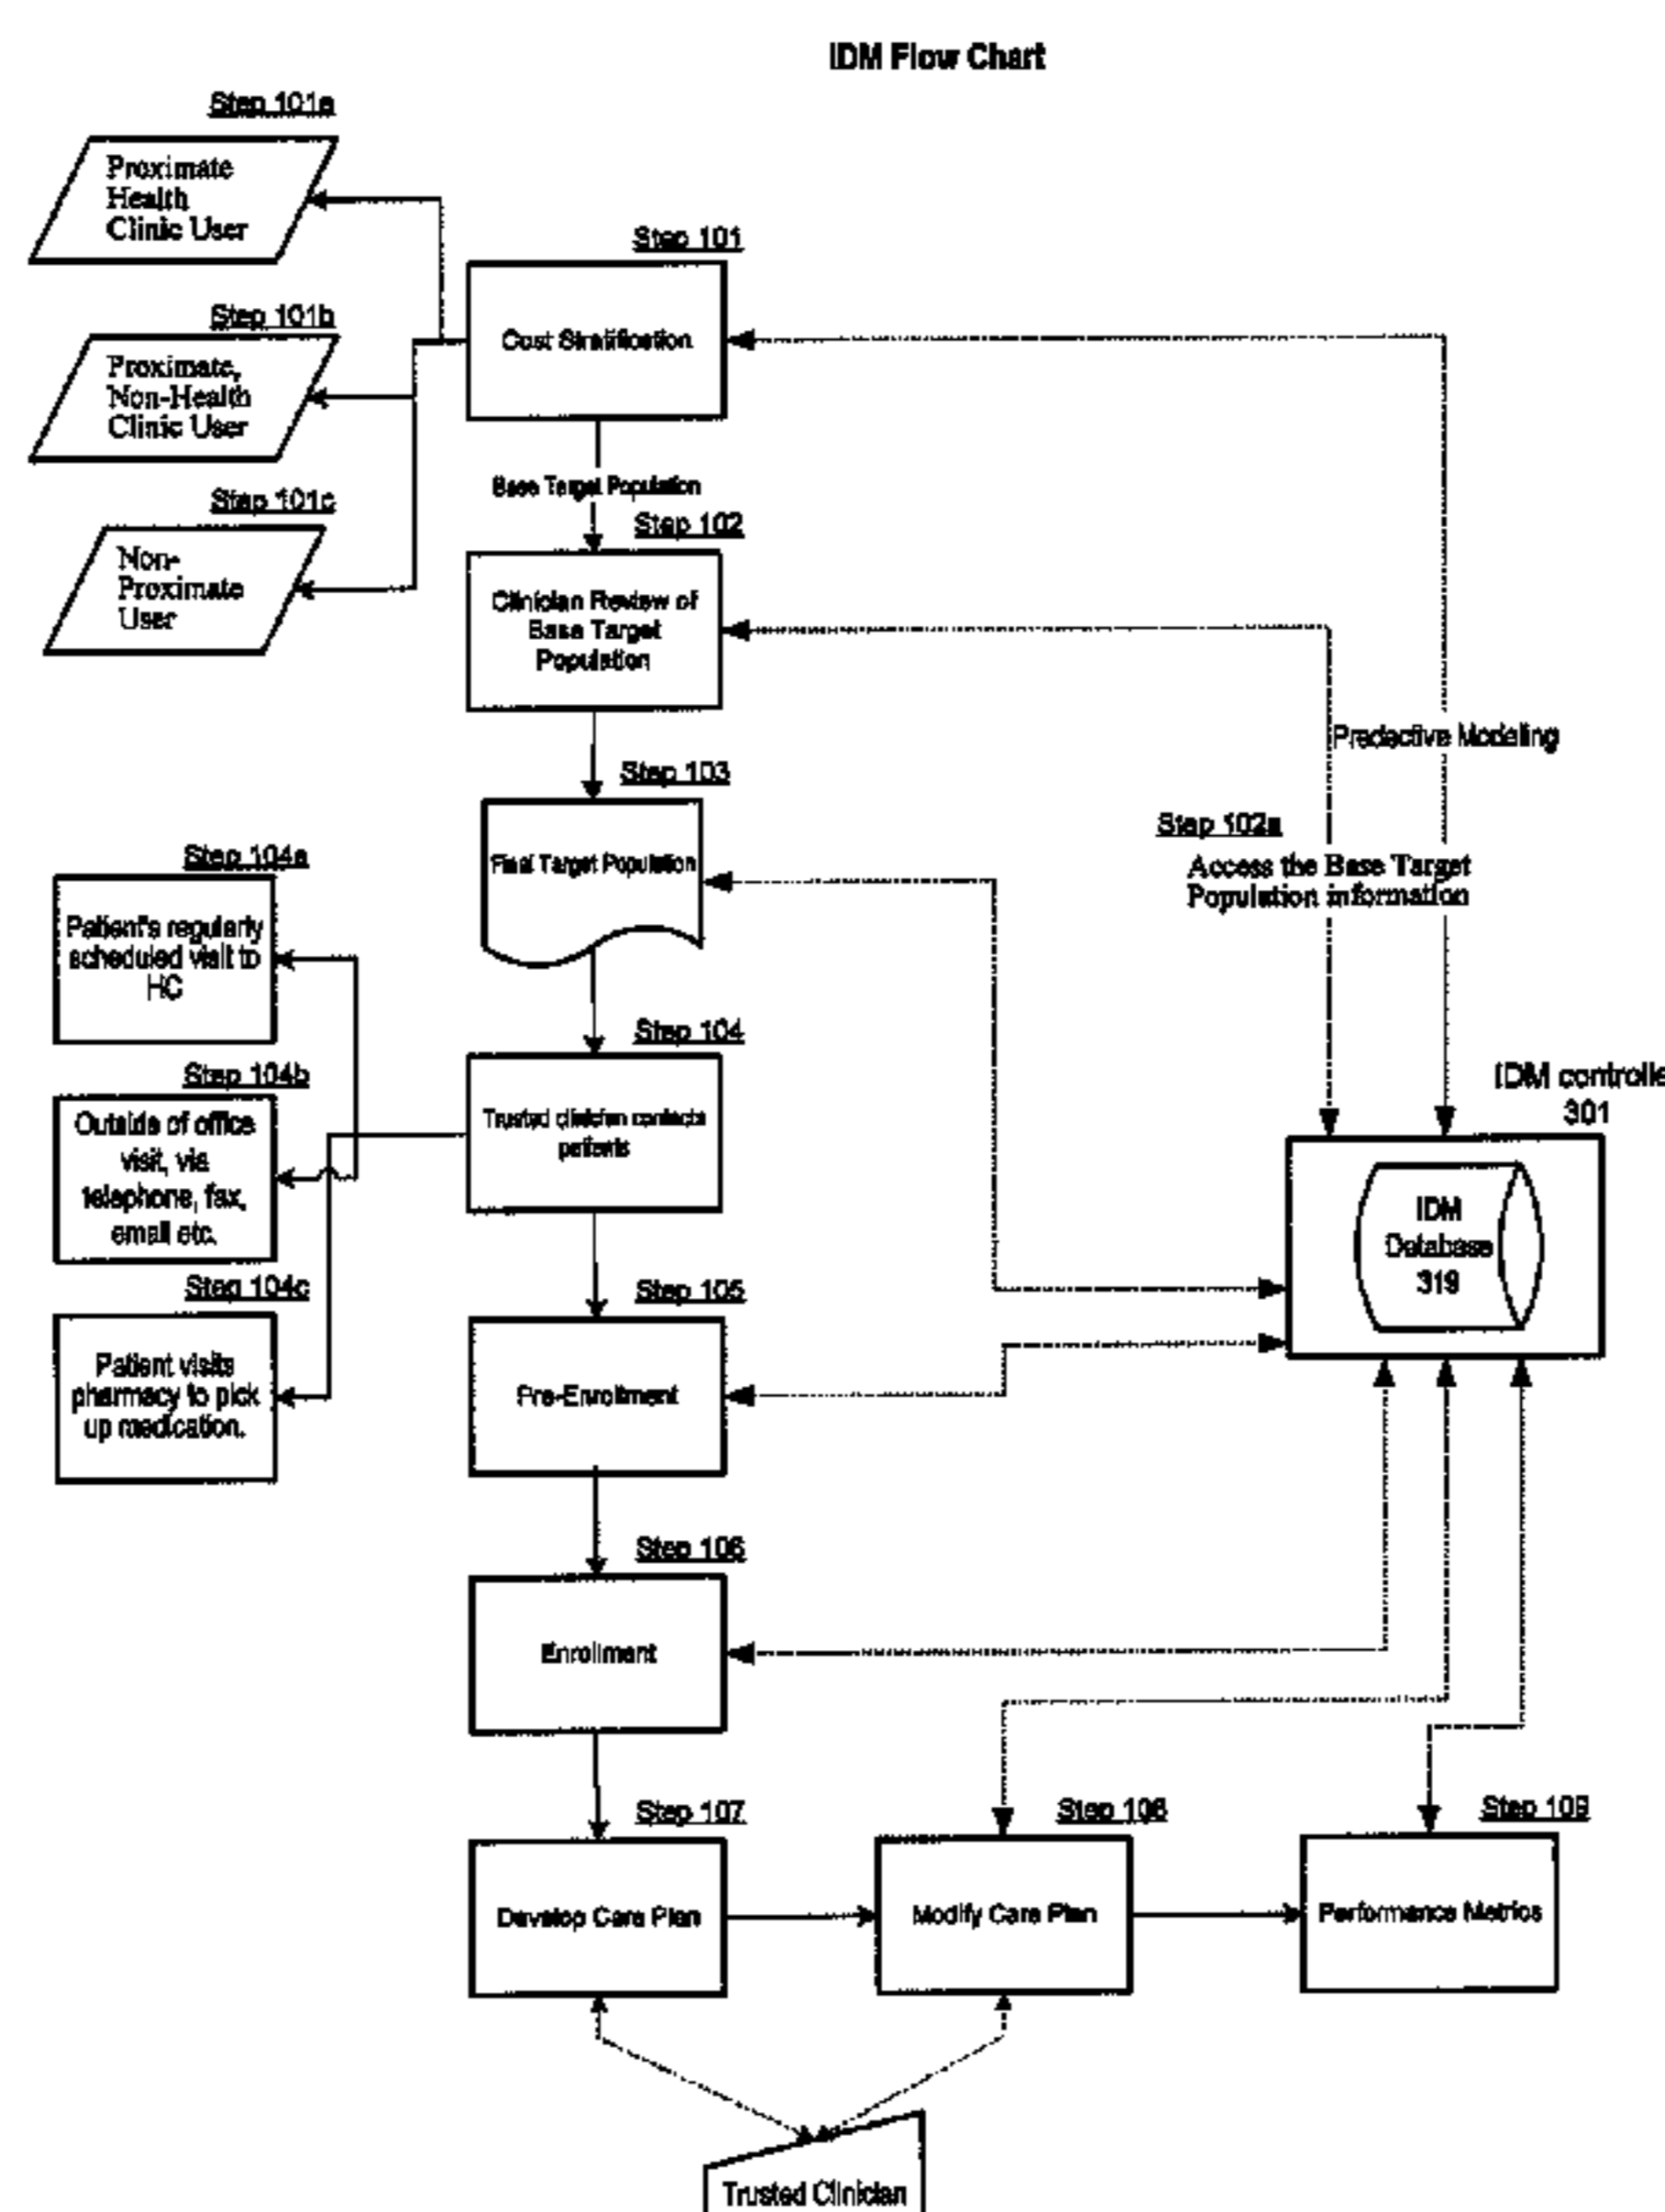 IDM Flow Chart
Step 101a
Proximate
Health
Clinic User
Step 101
Cost Stratification
Step 101b
Proximate,
Non-Health
Clinic User
Base Target Population
Step 101c
Non-
Proximate
User
Step 102
Clinician Review of
Base Target
Population
Predective Modeling
Step 103
Final Target Population
Step 102a
Access the Base Target
Population information
Step 104a
Patient's regularly
scheduled visit to
HC
Step 104
Trusted clinician contacts
patients
Step 104b
Outside of office
visit, via
telephone, fax,
email etc.
IDM controlle
301
IDM
Database
319
Step 104c
Patient visits
pharmacy to pick
up medication.
Step 105
Pre-Enrollment
Step 106
Enrollment
Step 107
Develop Care Plan
Step 108
Modify Care Plan
Step 109
Performance Metrics
Trusted Clinician